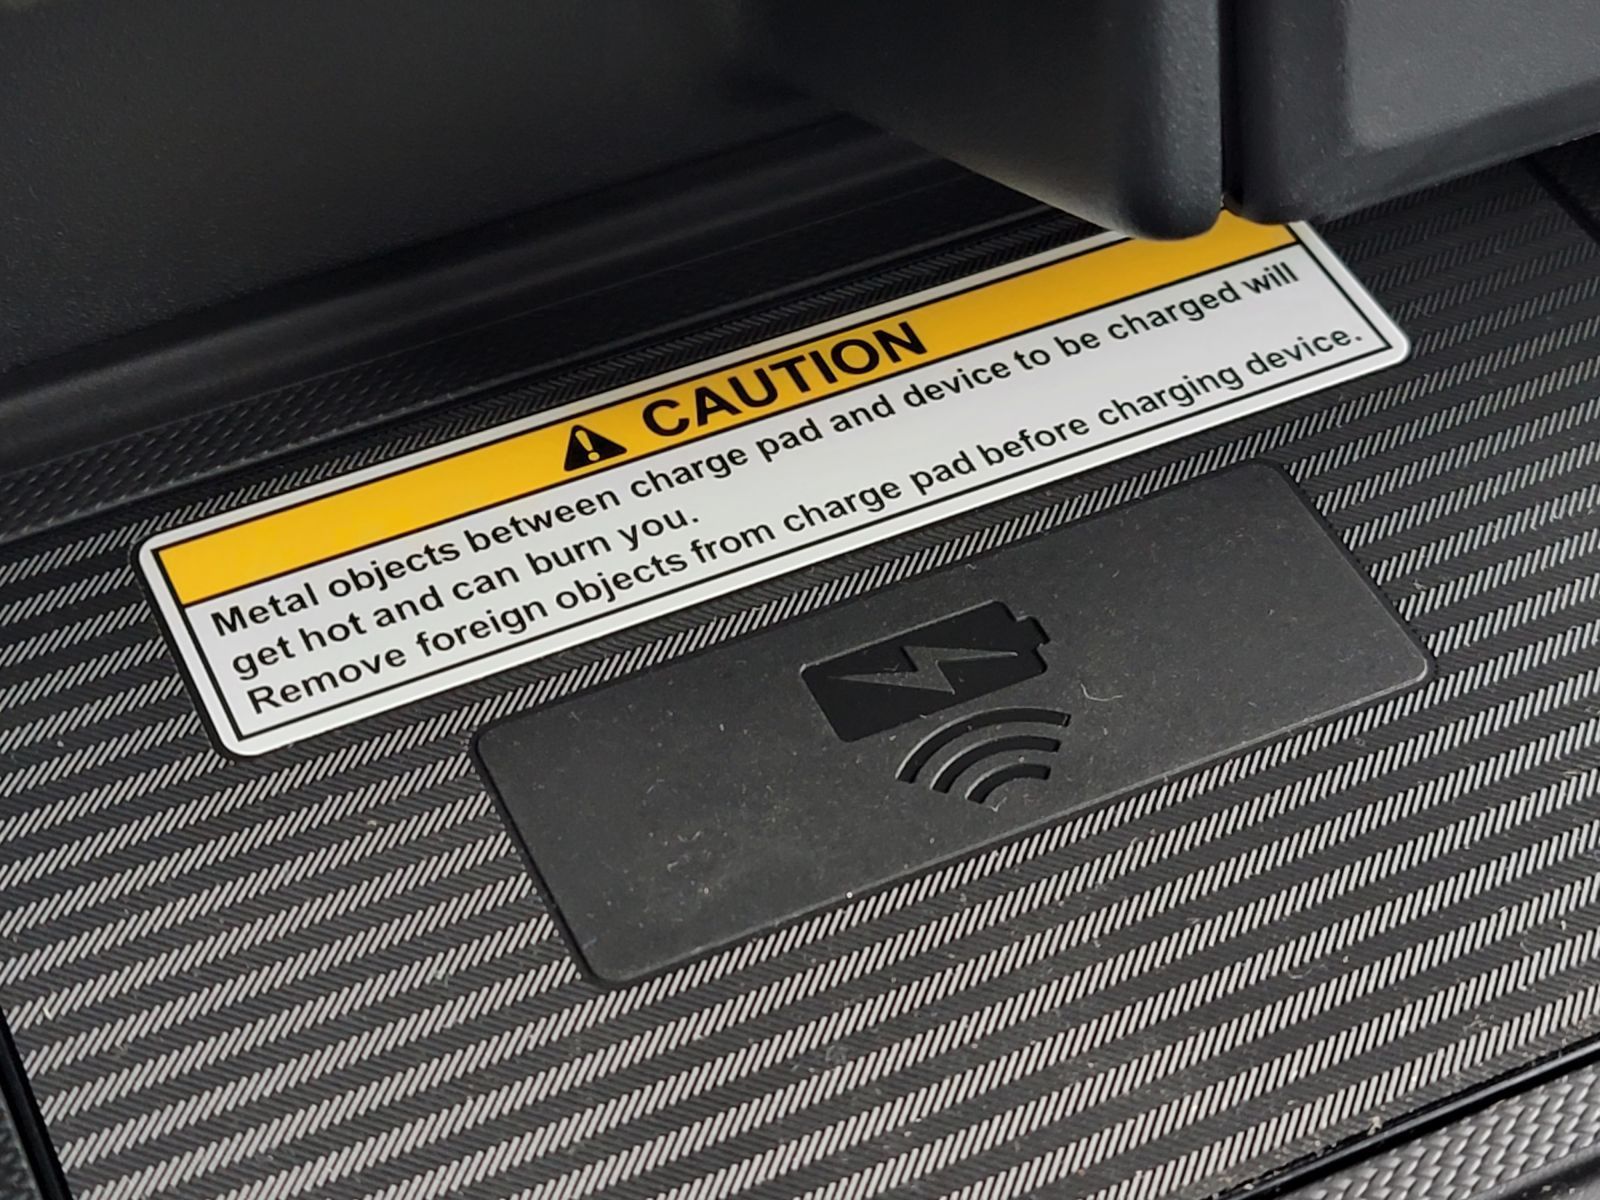 CAUTION
Metal objects between charge pad and device to be charged will
get hot and can burn you.
Remove foreign objects from charge pad before charging device.